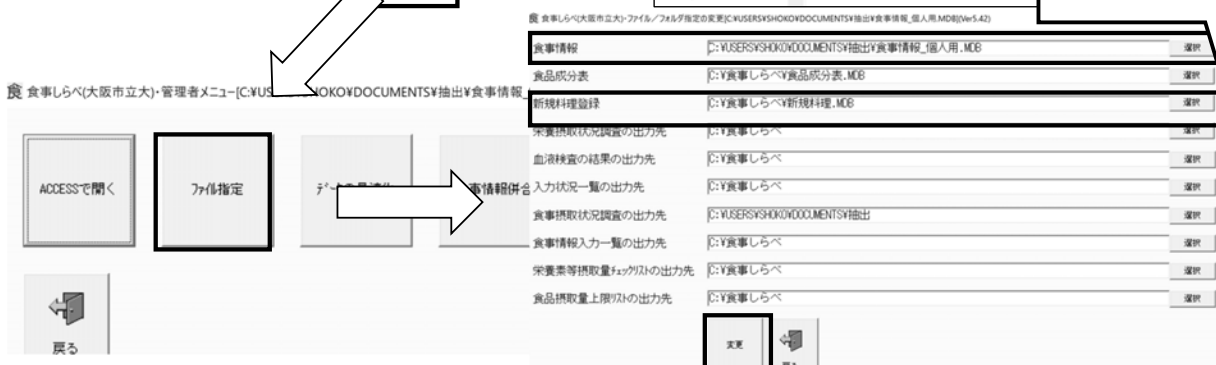 食 食事しらべ(大阪市立大)・管理者メニュー[C:¥US OKO¥DOCUMENTS¥抽出¥食事情報_
ACCESSで開く
ファイル指定
事情報併合
戻る
食 食事しらべ(大阪市立大)・ファイル/フォルダ指定の変更[C:¥USERS¥SHOKO¥DOCUMENTS¥抽出¥食事情報_個人用.MDB](Ver5.42)
食事情報 C:¥USERS¥SHOKO¥DOCUMENTS¥抽出¥食事情報_個人用.MDB 選択
食品成分表 C:¥食事しらべ¥食品成分表.MDB 選択
新規料理登録 C:¥食事しらべ¥新規料理.MDB 選択
栄養摂取状況調査の出力先 C:¥食事しらべ 選択
血液検査の結果の出力先 C:¥食事しらべ 選択
入力状況一覧の出力先 C:¥食事しらべ 選択
食事摂取状況調査の出力先 C:¥USERS¥SHOKO¥DOCUMENTS¥抽出 選択
食事情報入力一覧の出力先 C:¥食事しらべ 選択
栄養素等摂取量チェックリストの出力先 C:¥食事しらべ 選択
食品摂取量上限リストの出力先 C:¥食事しらべ 選択
変更